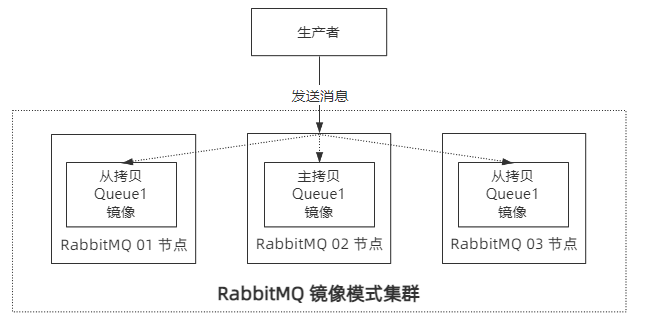 生产者
发送消息
从拷贝
Queue1
镜像
主拷贝
Queue1
镜像
从拷贝
Queue1
镜像
RabbitMQ 01 节点
RabbitMQ 02 节点
RabbitMQ 03 节点
RabbitMQ 镜像模式集群